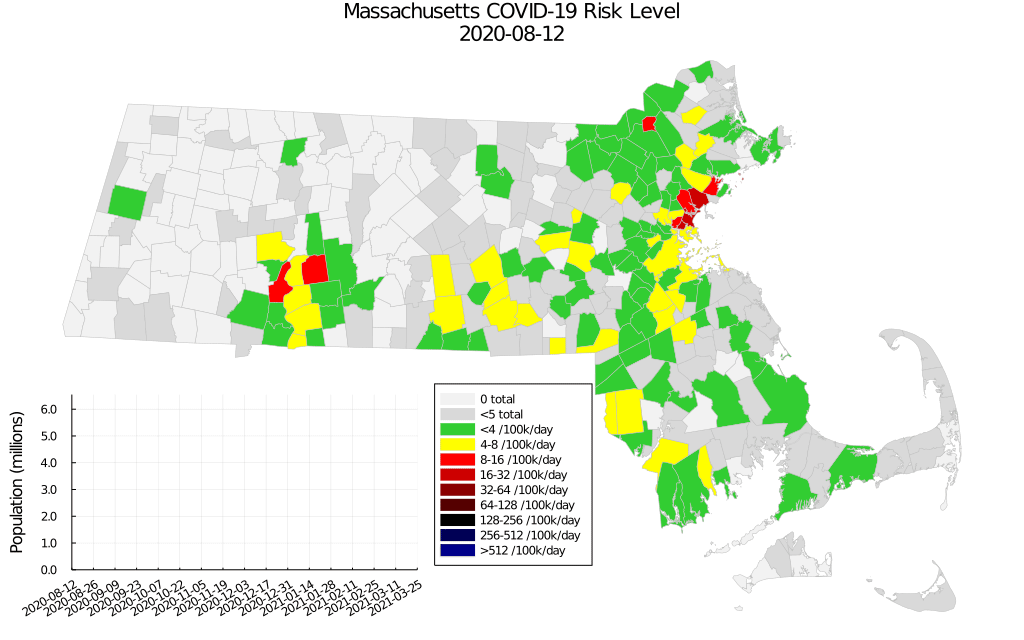 Massachusetts COVID-19 Risk Level
2020-08-12
0 total
<5 total
<4 /100k/day
4-8 /100k/day
8-16 /100k/day
16-32 /100k/day
32-64 /100k/day
64-128 /100k/day
128-256 /100k/day
256-512 /100k/day
>512 /100k/day
Population (millions)
6.0
5.0
4.0
3.0
2.0
1.0
0.0
2020-08-12
2020-08-26
2020-09-09
2020-09-23
2020-10-07
2020-10-22
2020-11-05
2020-11-19
2020-12-03
2020-12-17
2020-12-31
2021-01-14
2021-01-28
2021-02-11
2021-02-25
2021-03-11
2021-03-25